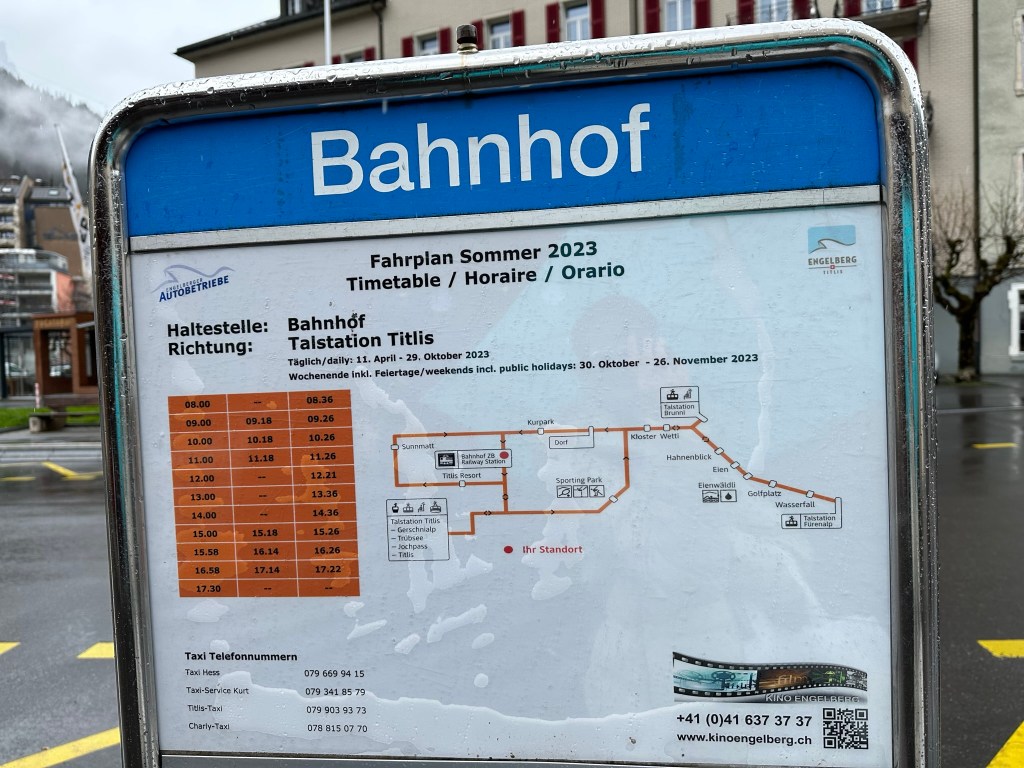 Bahnhof
Fahrplan Sommer 2023
Timetable / Horaire / Orario
ENGELBERGER
AUTOBETRIEBE
ENGELBERG
TITLIS
Haltestelle: Bahnhof
Richtung: Talstation Titlis
Täglich/daily: 11. April - 29. Oktober 2023
Wochenende inkl. Feiertage/weekends incl. public holidays: 30. Oktober - 26. November 2023
08.00 -- 08.36
09.00 09.18 09.26
10.00 10.18 10.26
11.00 11.18 11.26
12.00 -- 12.21
13.00 -- 13.36
14.00 -- 14.36
15.00 15.18 15.26
15.58 16.14 16.26
16.58 17.14 17.22
17.30 -- --
Talstation
Brunni
Kurpark
Sunnmatt
Dorf
Kloster Wetti
Bahnhof ZB
Railway Station
Hahnenblick
Titlis Resort
Eien
Sporting Park
Eienwäldli
Golfplatz
Wasserfall
Talstation
Fürenalp
Talstation Titlis
– Gerschnialp
– Trübsee
– Jochpass
– Titlis
Ihr Standort
Taxi Telefonnummern
Taxi Hess 079 669 94 15
Taxi-Service Kurt 079 341 85 79
Titlis-Taxi 079 903 93 73
Charly-Taxi 078 815 07 70
film
KINO ENGELBERG
+41 (0)41 637 37 37
www.kinoengelberg.ch